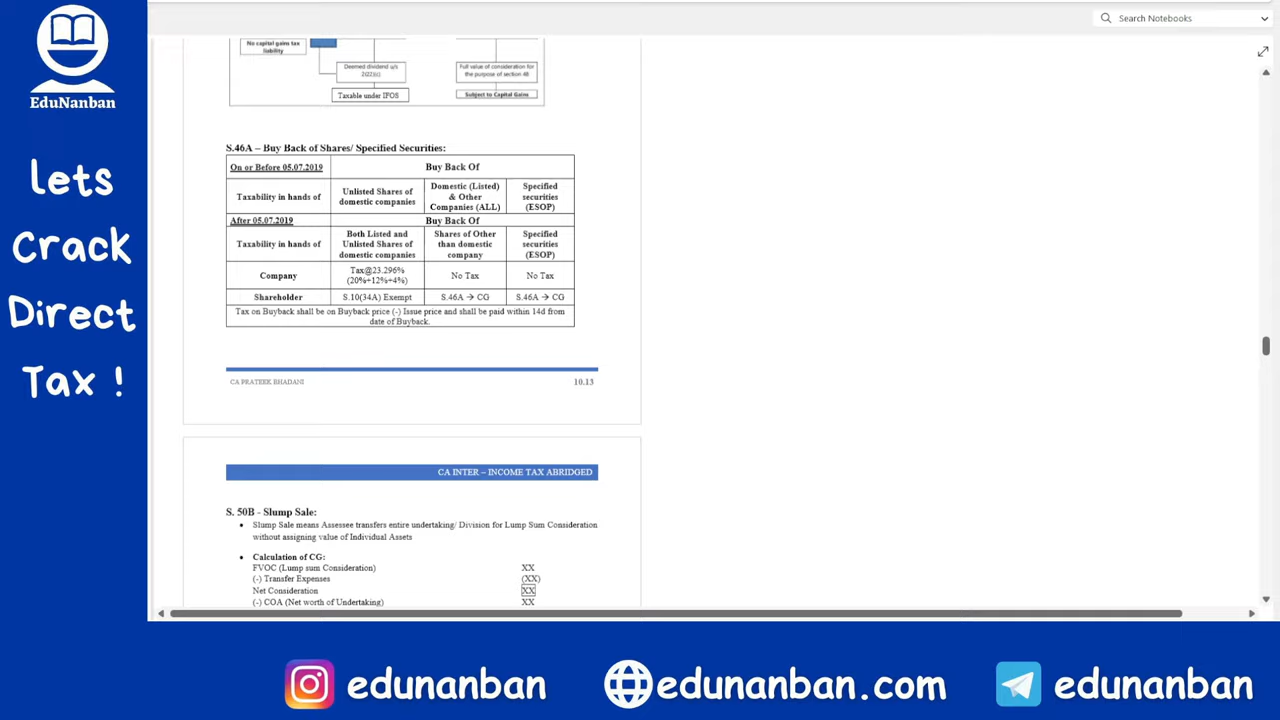 EduNanban
lets
Crack
Direct
Tax !
Search Notebooks
No capital gains tax
liability
Deemed dividend u/s
2(22)(c)
Taxable under IFOS
Full value of consideration for
the purpose of section 48
Subject to Capital Gains
S.46A – Buy Back of Shares/ Specified Securities:
On or Before 05.07.2019 Buy Back Of
Taxability in hands of
Unlisted Shares of
domestic companies
Domestic (Listed)
& Other
Companies (ALL)
Specified
securities
(ESOP)
After 05.07.2019 Buy Back Of
Taxability in hands of
Both Listed and
Unlisted Shares of
domestic companies
Shares of Other
than domestic
company
Specified
securities
(ESOP)
Company
Tax@23.296%
(20%+12%+4%)
No Tax
No Tax
Shareholder S.10(34A) Exempt S.46A → CG S.46A → CG
Tax on Buyback shall be on Buyback price (-) Issue price and shall be paid within 14d from
date of Buyback.
CA PRATEEK BHADANI 10.13
CA INTER – INCOME TAX ABRIDGED
S. 50B - Slump Sale:
• Slump Sale means Assessee transfers entire undertaking/ Division for Lump Sum Consideration
without assigning value of Individual Assets
• Calculation of CG:
FVOC (Lump sum Consideration) XX
(-) Transfer Expenses (XX)
Net Consideration XX
(-) COA (Net worth of Undertaking) XX
edunanban
edunanban.com
edunanban